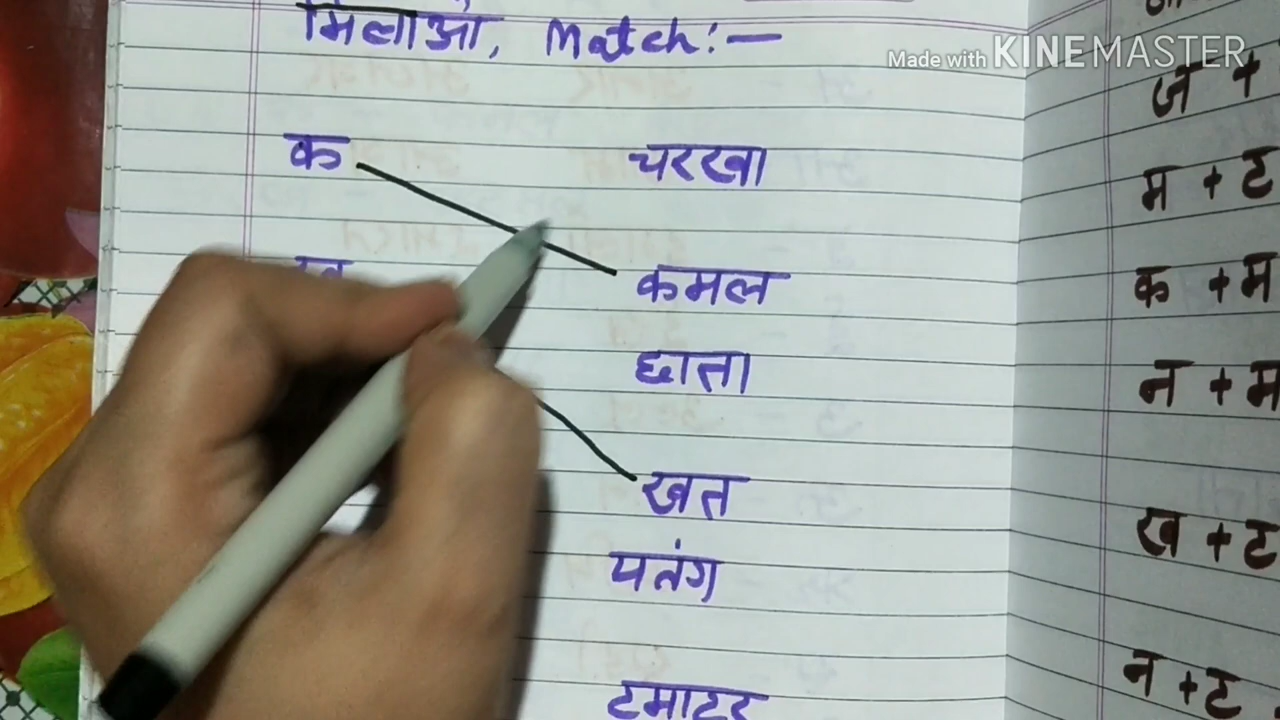 मिलाओ, Match:—
Made with KINEMASTER
क चरखा
ख कमल
छाता
खत
पतंग
टमाटर
ज +
म + ट
क + म
न + म
ख + ट
न + ट